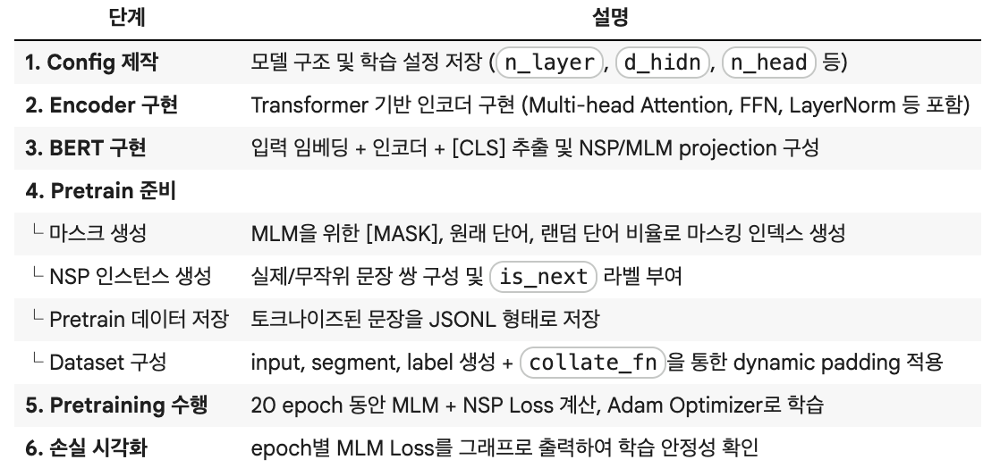 단계 설명
1. Config 제작 모델 구조 및 학습 설정 저장 (n_layer, d_hidn, n_head 등)
2. Encoder 구현 Transformer 기반 인코더 구현 (Multi-head Attention, FFN, LayerNorm 등 포함)
3. BERT 구현 입력 임베딩 + 인코더 + [CLS] 추출 및 NSP/MLM projection 구성
4. Pretrain 준비
└ 마스크 생성 MLM을 위한 [MASK], 원래 단어, 랜덤 단어 비율로 마스킹 인덱스 생성
└ NSP 인스턴스 생성 실제/무작위 문장 쌍 구성 및 is_next 라벨 부여
└ Pretrain 데이터 저장 토크나이즈된 문장을 JSONL 형태로 저장
└ Dataset 구성 input, segment, label 생성 + collate_fn을 통한 dynamic padding 적용
5. Pretraining 수행 20 epoch 동안 MLM + NSP Loss 계산, Adam Optimizer로 학습
6. 손실 시각화 epoch별 MLM Loss를 그래프로 출력하여 학습 안정성 확인